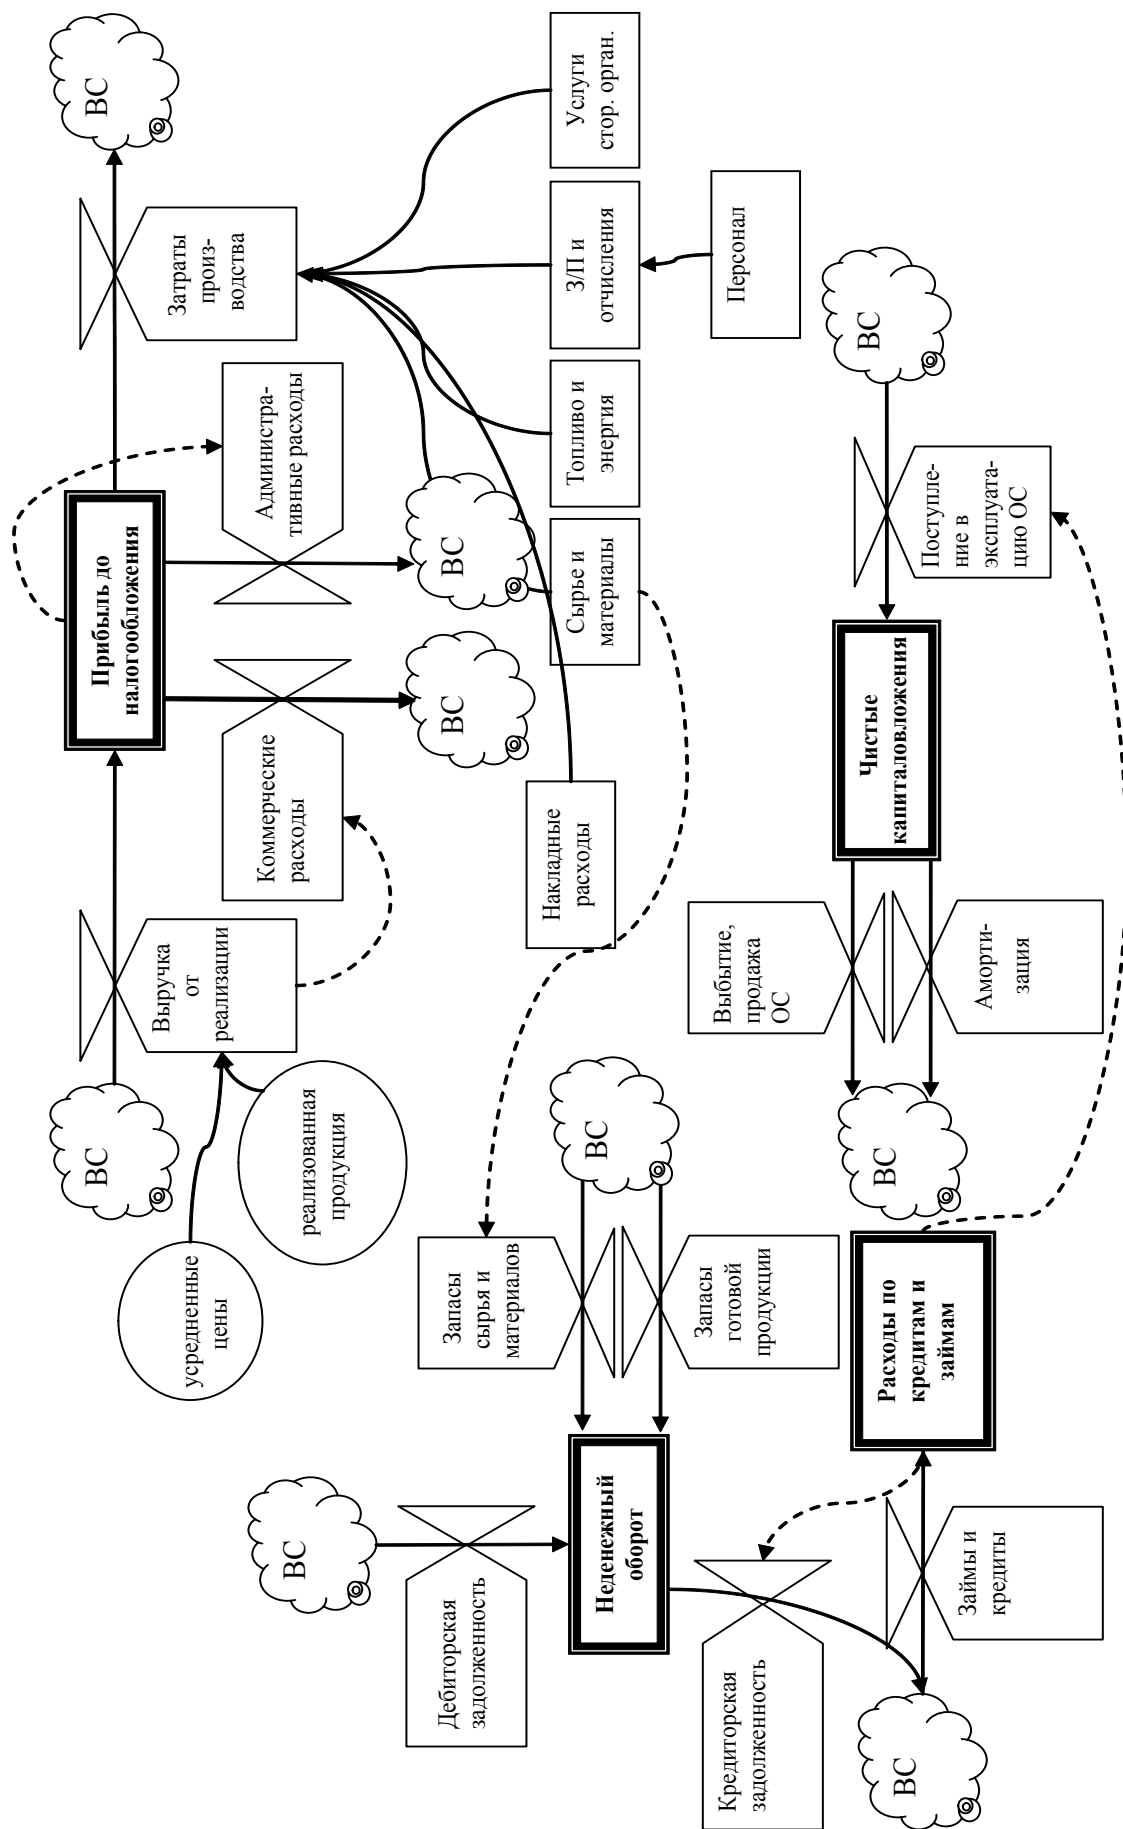 ВС
Прибыль до
налогообложения
ВС
усредненные
цены
Выручка
от
реализации
Затраты
произ-
водства
ВС
реализованная
продукция
Коммерческие
расходы
Администра-
тивные расходы
Дебиторская
задолженность
Запасы
сырья и
материалов
ВС
ВС
Неденежный
оборот
ВС
Накладные
расходы
Сырье и
материалы
Топливо и
энергия
З/П и
отчисления
Услуги
стор. орган.
Кредиторская
задолженность
Запасы
готовой
продукции
Выбытие,
продажа
ОС
Персонал
ВС
Расходы по
кредитам и
займам
ВС
Чистые
капиталовложения
Поступле-
ние в
эксплуата-
цию ОС
ВС
Займы и
кредиты
Аморти-
зация